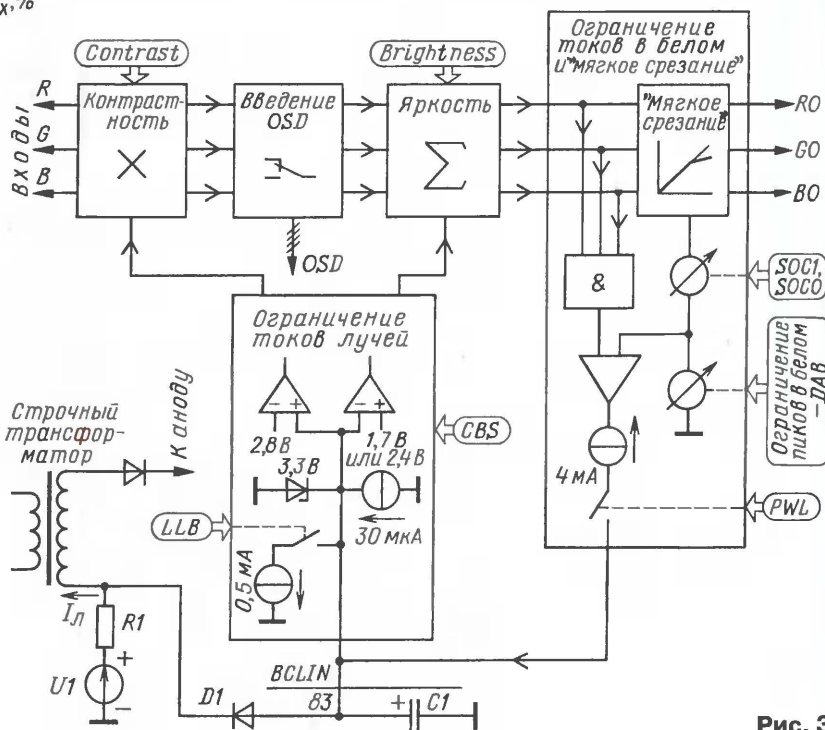 x,%
Contrast
Brightness
Ограничение
токов в белом
и "мягкое срезание"
Входы
R
G
B
Контраст-
ность
Введение
OSD
Яркость
"Мягкое
срезание"
RO
GO
BO
OSD
&
SOC1,
SOC0
Ограничение
токов лучей
Ограничение
пиков в белом
-DAB
Строчный
трансфор-
матор
К аноду
- +
- +
2,8 В
1,7 В
или 2,4 В
3,3 В
CBS
4 мА
LLB
30 мкА
PWL
0,5 мА
Iл
R1
U1
+
-
D1
BCLIN
83
+
C1
Рис. 3